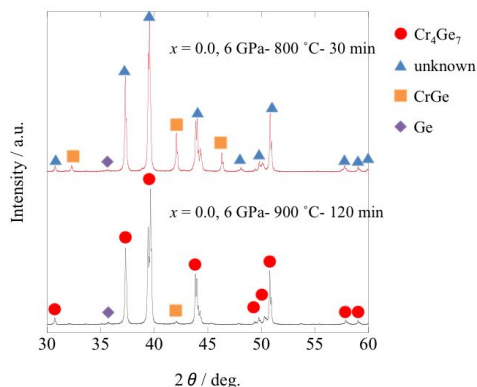 x = 0.0, 6 GPa- 800 ˚C- 30 min
x = 0.0, 6 GPa- 900 ˚C- 120 min
Cr₄Ge₇
unknown
CrGe
Ge
Intensity / a.u.
30 35 40 45 50 55 60
2 θ / deg.